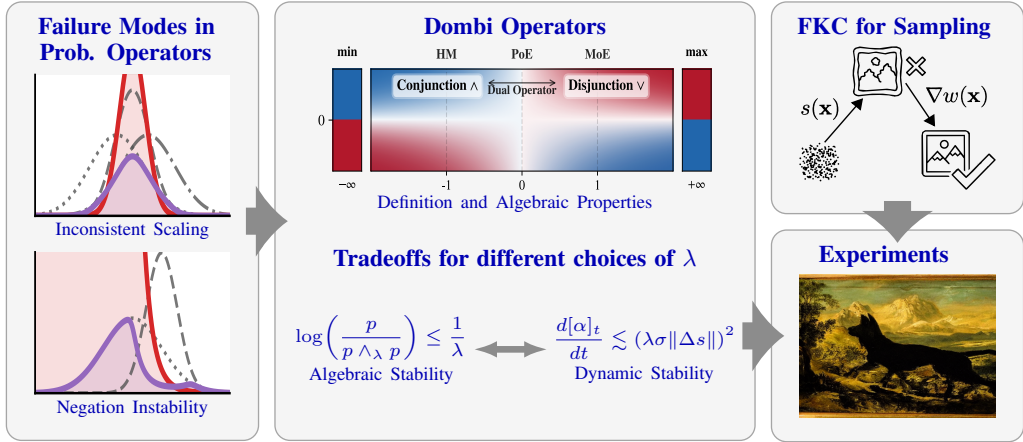 Failure Modes in
Prob. Operators
Inconsistent Scaling
Negation Instability
Dombi Operators
min
HM
PoE
MoE
max
Conjunction ∧
Dual Operator
Disjunction ∨
0
−∞
-1
0
1
+∞
Definition and Algebraic Properties
Tradeoffs for different choices of λ
log(p / (p ∧_λ p)) ≤ 1/λ
d[α]_t / dt ≲ (λσ‖Δs‖)²
Algebraic Stability
Dynamic Stability
FKC for Sampling
s(x)
∇w(x)
Experiments